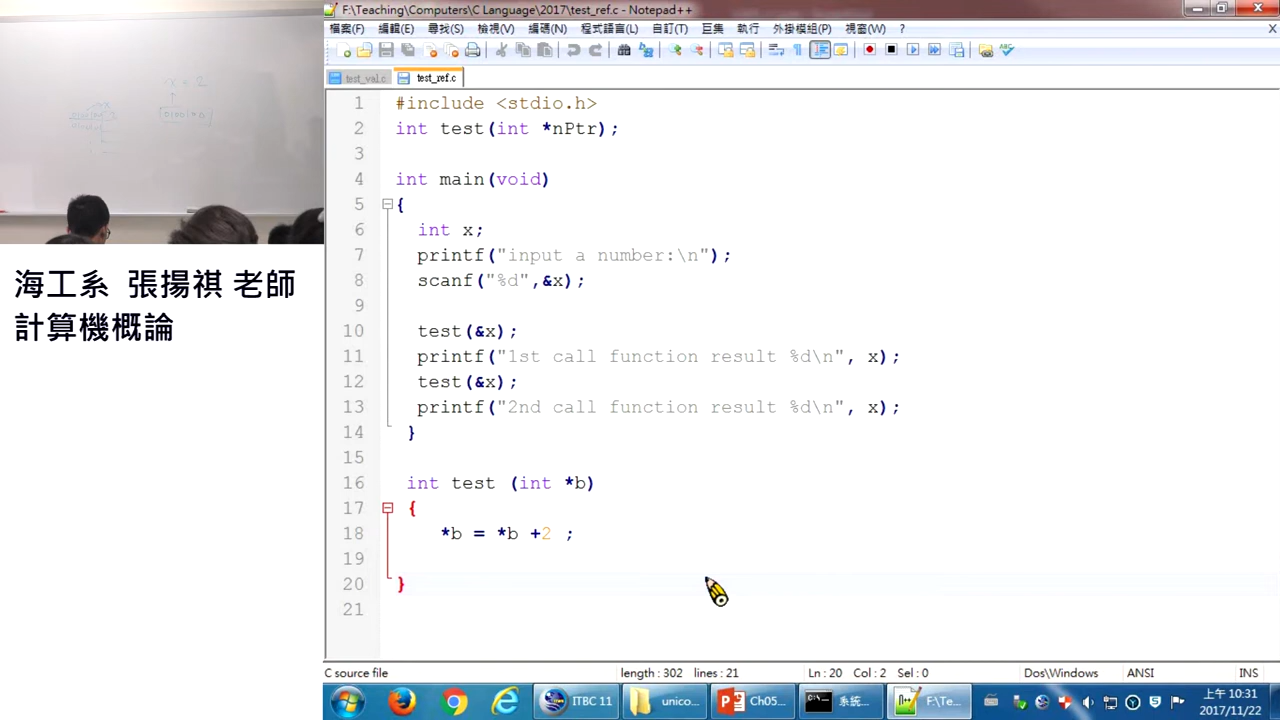 F:\Teaching\Computers\C Language\2017\test_ref.c - Notepad++
檔案(F) 編輯(E) 尋找(S) 檢視(V) 編碼(N) 程式語言(L) 自訂(T) 巨集 執行 外掛模組(P) 視窗(W) ? X
test_val.c test_ref.c
1 #include <stdio.h>
2 int test(int *nPtr);
3
4 int main(void)
5 {
6 int x;
7 printf("input a number:\n");
8 scanf("%d",&x);
9
10 test(&x);
11 printf("1st call function result %d\n", x);
12 test(&x);
13 printf("2nd call function result %d\n", x);
14 }
15
16 int test (int *b)
17 {
18 *b = *b +2 ;
19
20 }
21
C source file length : 302 lines : 21 Ln : 20 Col : 2 Sel : 0 Dos\Windows ANSI INS
ITBC 11 unico... Ch05... 系統... F:\Te... 上午 10:31
2017/11/22
x = 2
海工系 張揚祺 老師
計算機概論